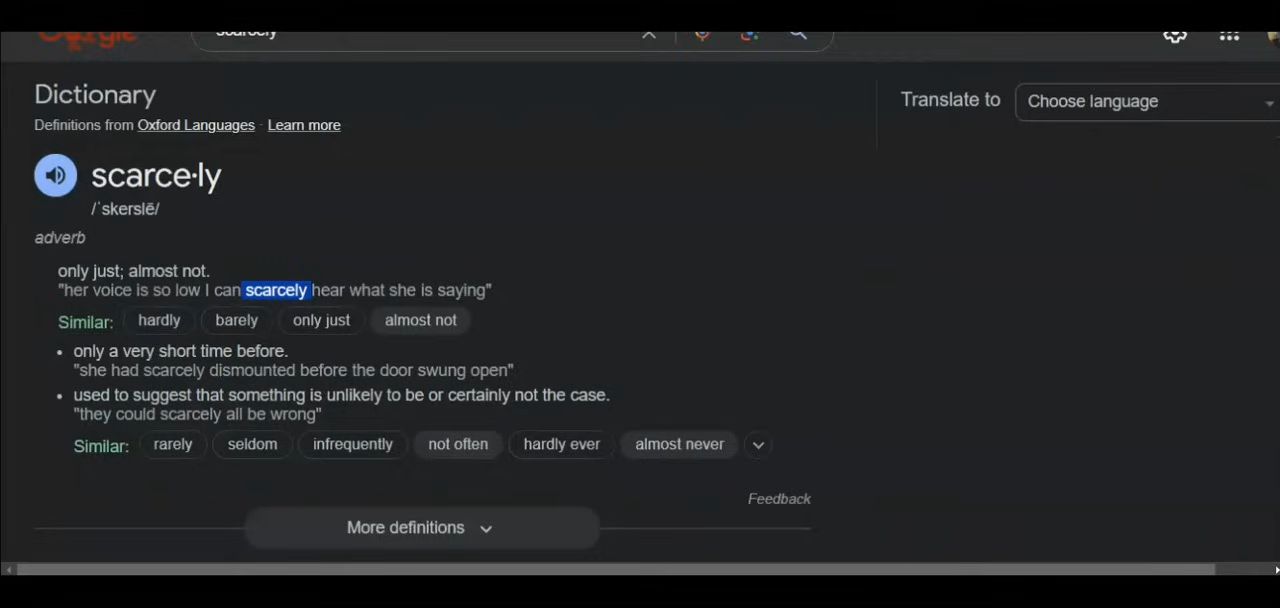 scarcely
Dictionary
Translate to
Choose language
Definitions from Oxford Languages · Learn more
scarce·ly
/ˈskerslē/
adverb
only just; almost not.
"her voice is so low I can scarcely hear what she is saying"
Similar: hardly barely only just almost not
• only a very short time before.
"she had scarcely dismounted before the door swung open"
• used to suggest that something is unlikely to be or certainly not the case.
"they could scarcely all be wrong"
Similar: rarely seldom infrequently not often hardly ever almost never
Feedback
More definitions